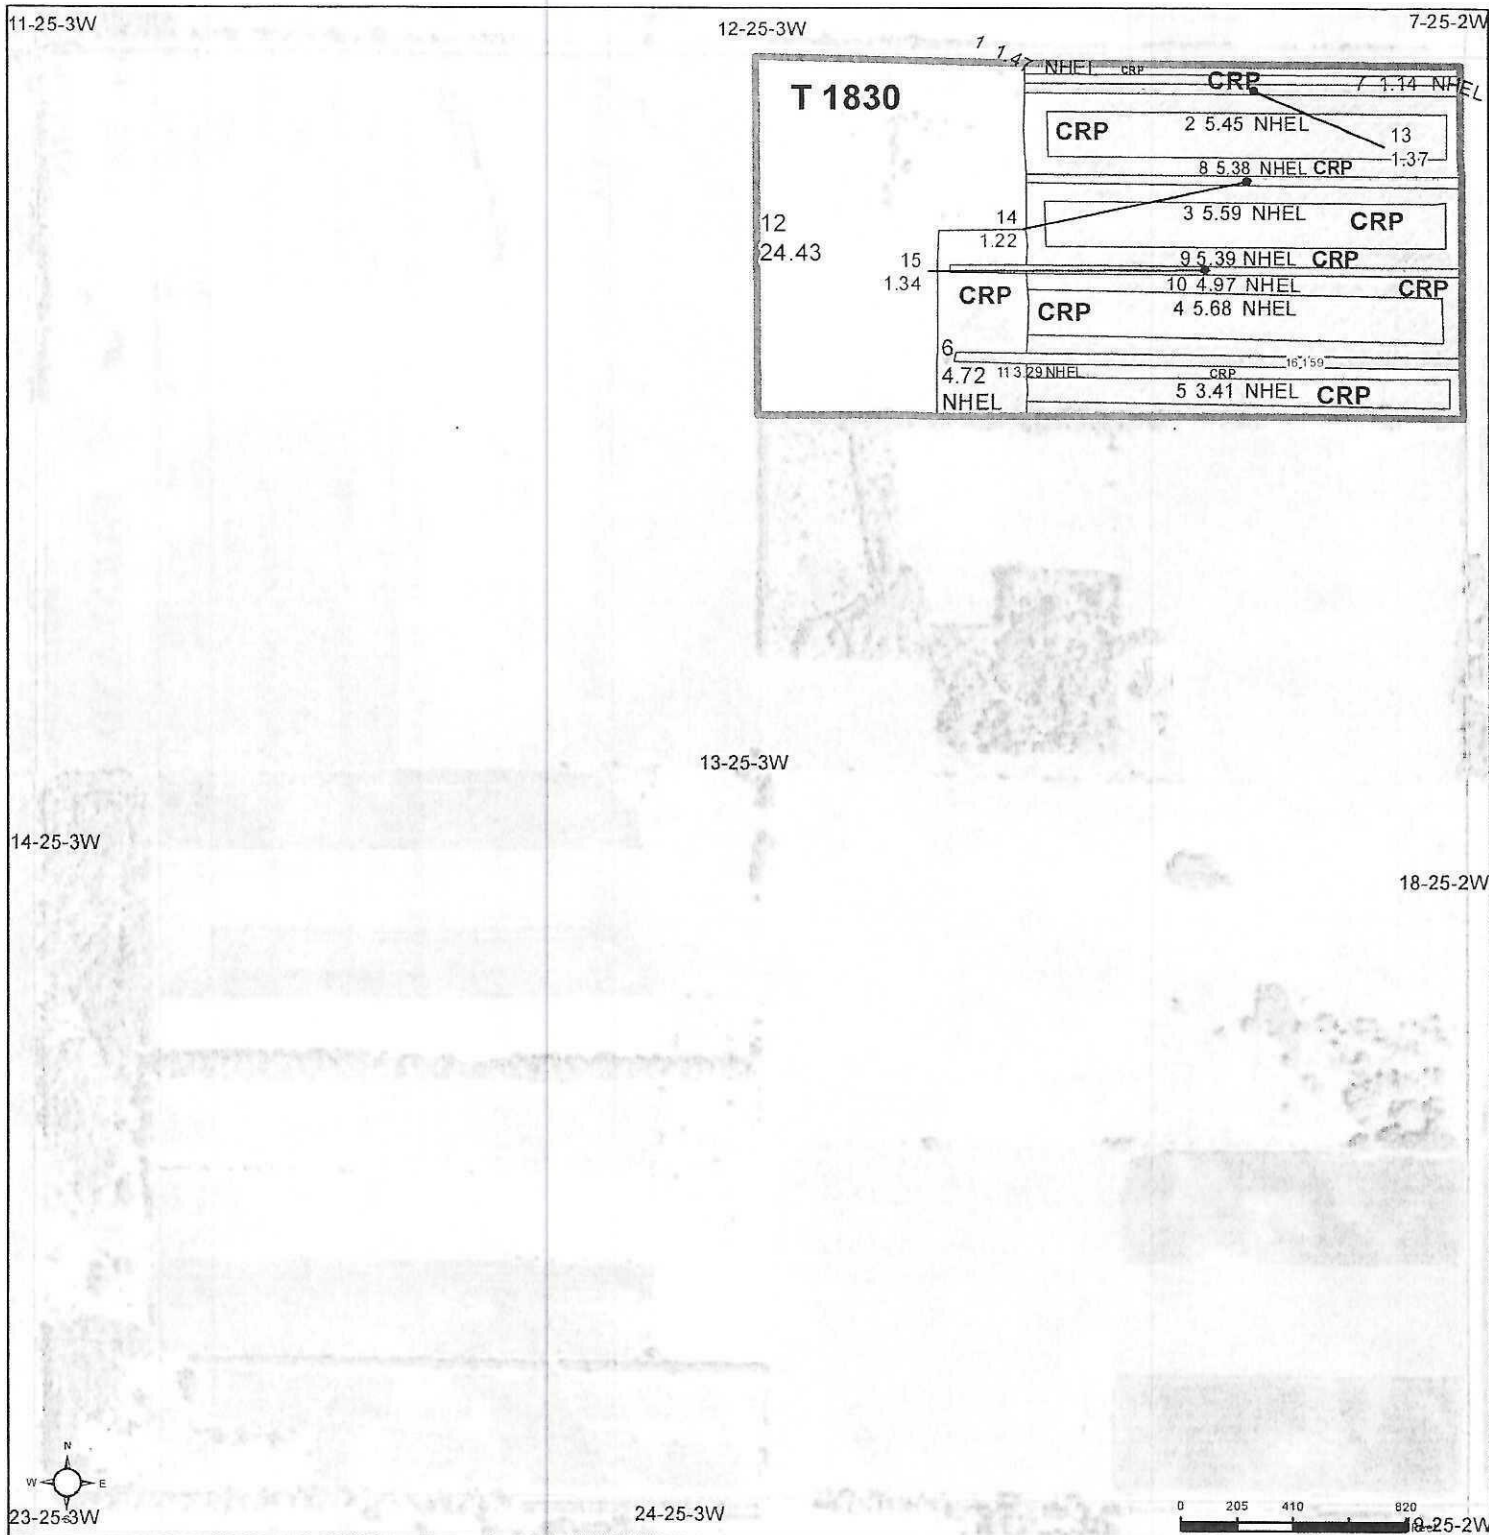 11-25-3W
12-25-3W
7-25-2W
T 1830
1 1.47 NHEL CRP
CRP
7 1.14 NHEL
CRP
2 5.45 NHEL
13
1.37
8 5.38 NHEL CRP
12
24.43
14
1.22
3 5.59 NHEL
CRP
15
1.34
9 5.39 NHEL CRP
10 4.97 NHEL
CRP
CRP
CRP
4 5.68 NHEL
6
4.72
NHEL
16 1.59
11 3.29 NHEL
CRP
5 3.41 NHEL CRP
13-25-3W
14-25-3W
18-25-2W
N
W E
23-25-3W
24-25-3W
0 205 410 820